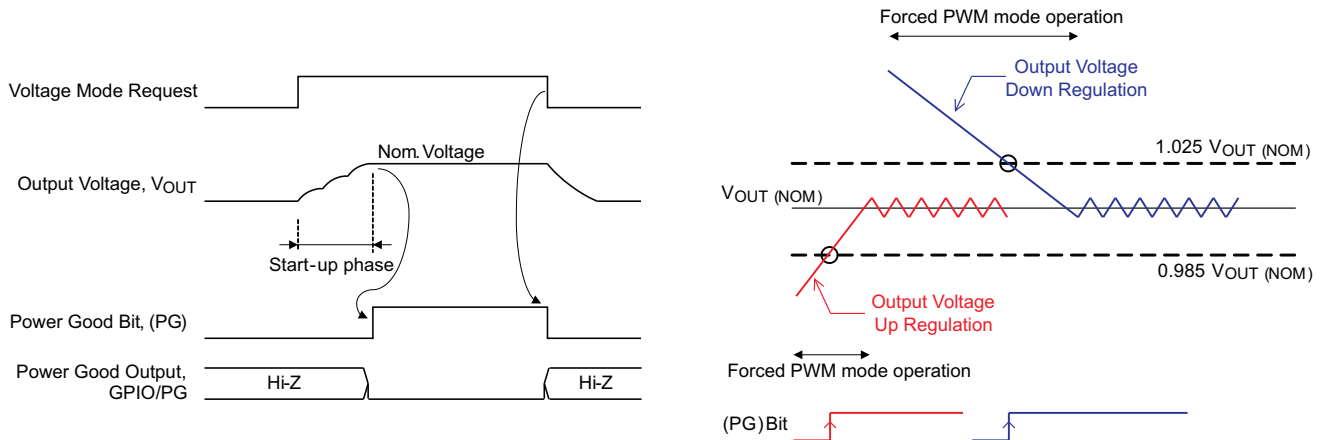 Voltage Mode Request
Nom. Voltage
Output Voltage, VOUT
Start-up phase
Power Good Bit, (PG)
Power Good Output,
GPIO/PG
Hi-Z
Hi-Z
Forced PWM mode operation
Output Voltage
Down Regulation
1.025 VOUT (NOM)
VOUT (NOM)
0.985 VOUT (NOM)
Output Voltage
Up Regulation
Forced PWM mode operation
(PG) Bit